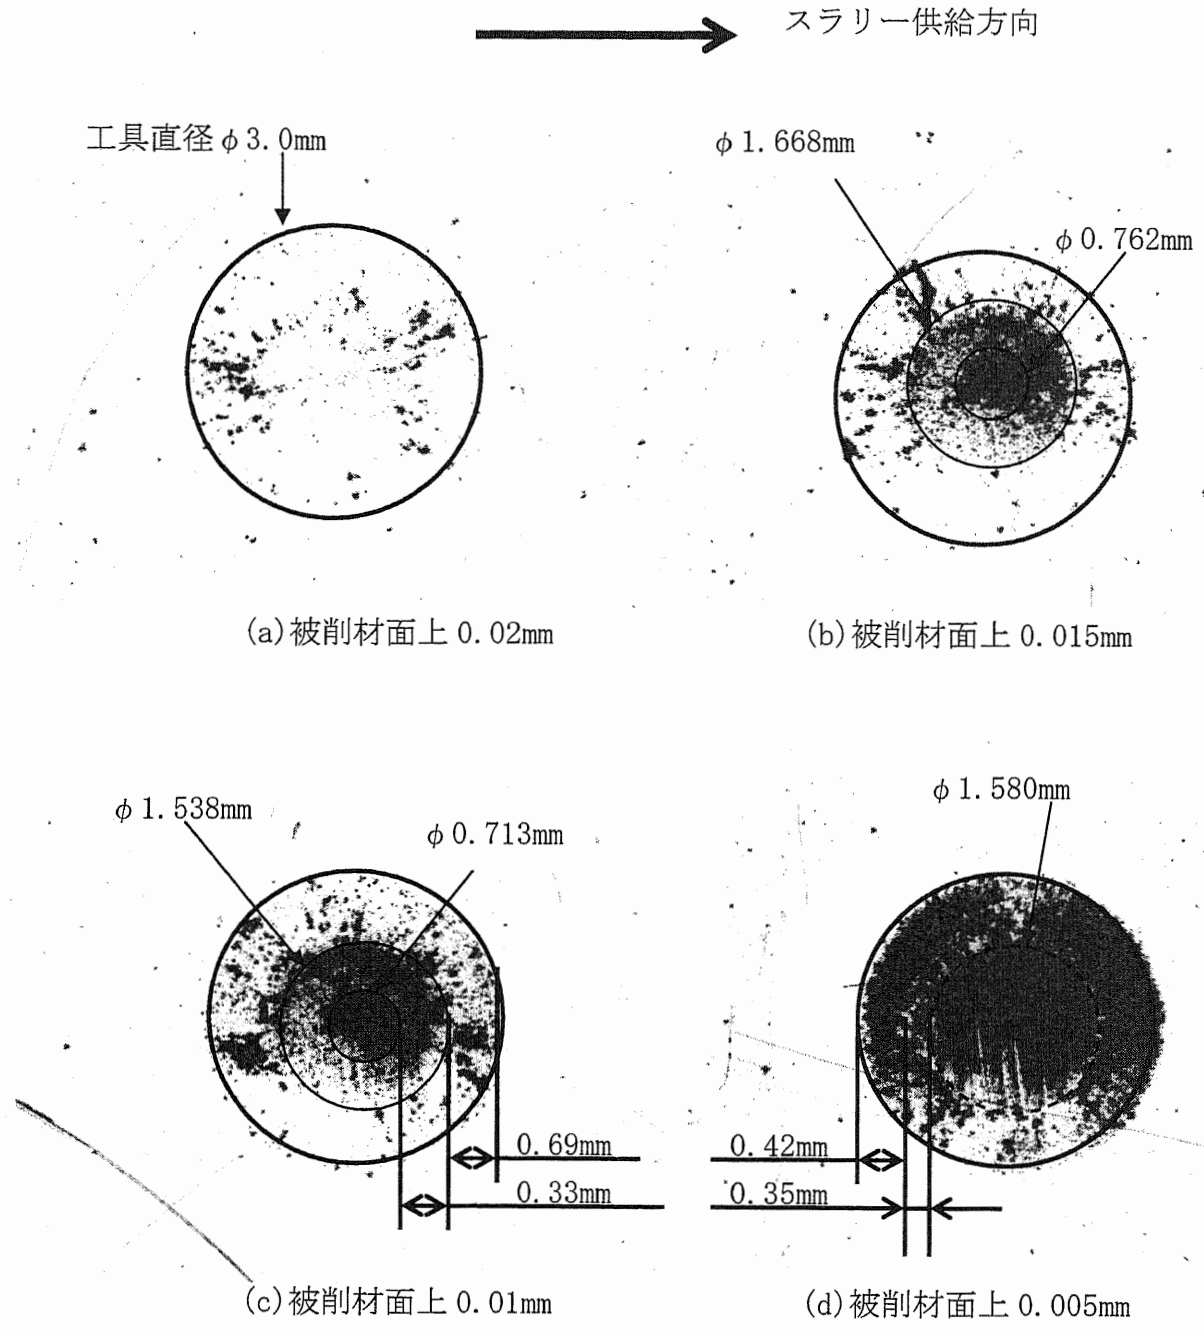 スラリー供給方向
工具直径φ3.0mm
φ1.668mm
φ0.762mm
(a)被削材面上 0.02mm
(b)被削材面上 0.015mm
φ1.538mm
φ0.713mm
φ1.580mm
0.69mm
0.33mm
0.42mm
0.35mm
(c)被削材面上 0.01mm
(d)被削材面上 0.005mm